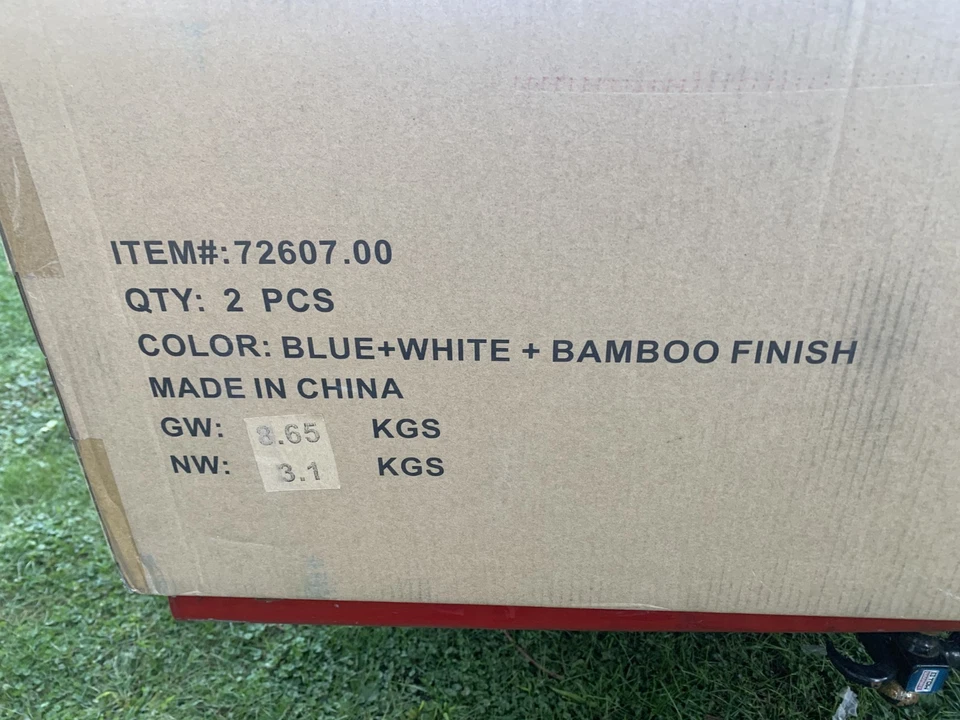 ITEM#:72607.00
QTY: 2 PCS
COLOR: BLUE+WHITE + BAMBOO FINISH
MADE IN CHINA
GW: 8.65 KGS
NW: 3.1 KGS